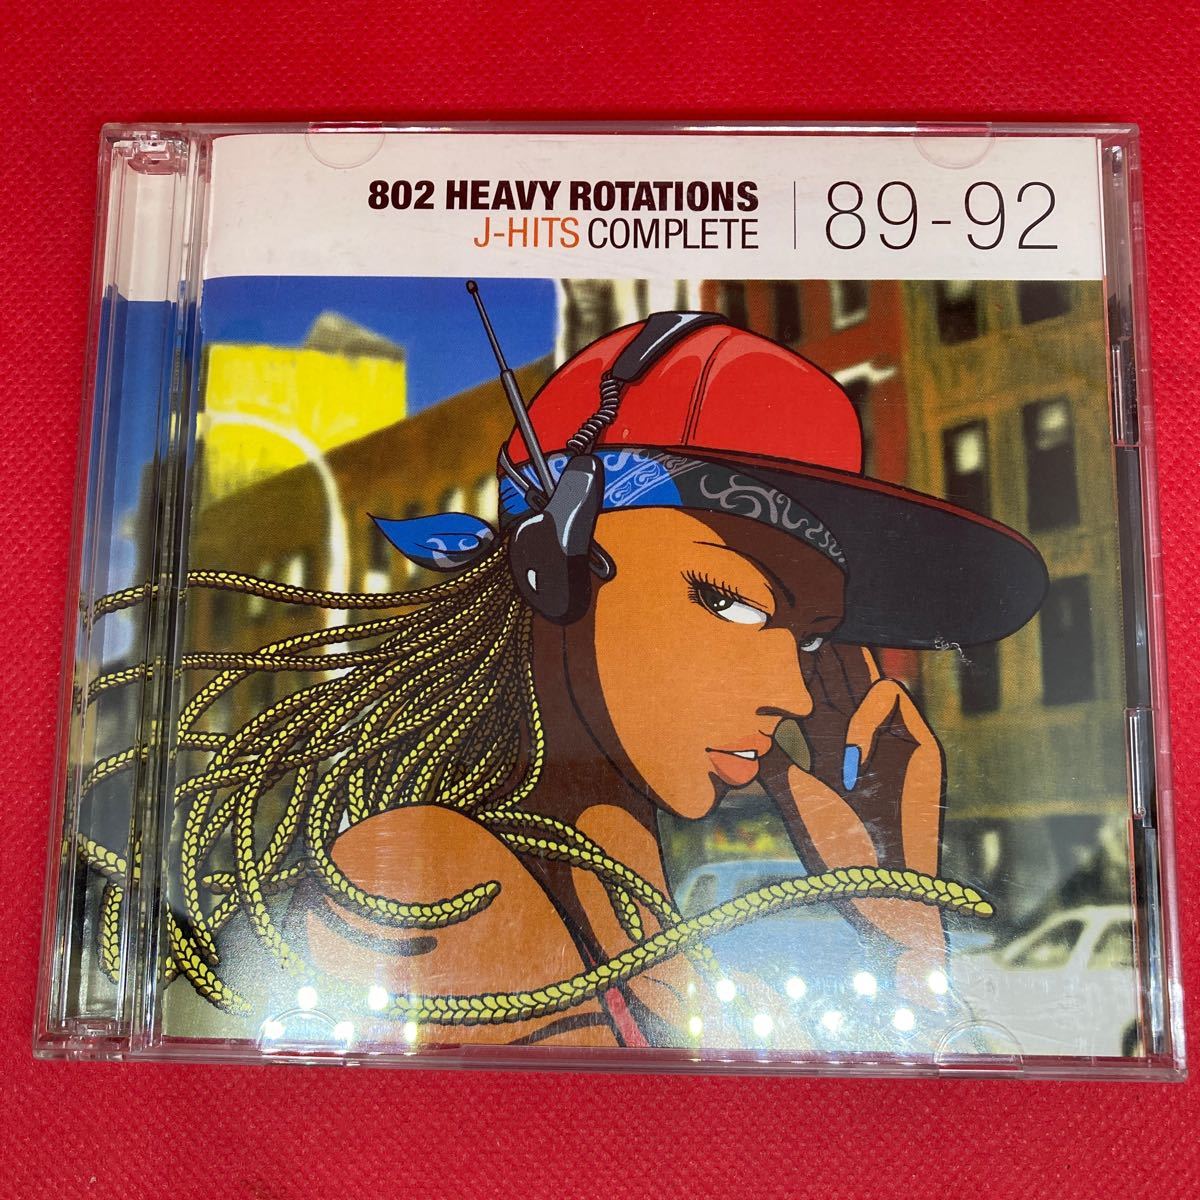 802 HEAVY ROTATIONS
J-HITS COMPLETE
89-92